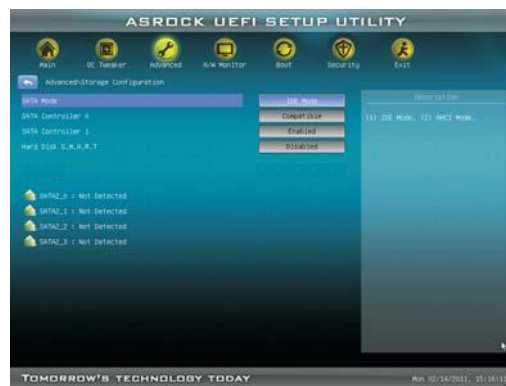 ASROCK UEFI SETUP UTILITY
Main
OC Tweaker
Advanced
H/W Monitor
Boot
Security
Exit
Advanced\Storage Configuration
SATA Mode
IDE Mode
SATA Controller 0
Compatible
SATA Controller 1
Enabled
Hard Disk S.M.A.R.T
Disabled
SATA2_0 : Not Detected
SATA2_1 : Not Detected
SATA2_2 : Not Detected
SATA2_3 : Not Detected
Description
(1) IDE Mode. (2) AHCI Mode.
TOMORROW'S TECHNOLOGY TODAY
Mon 02/14/2011,